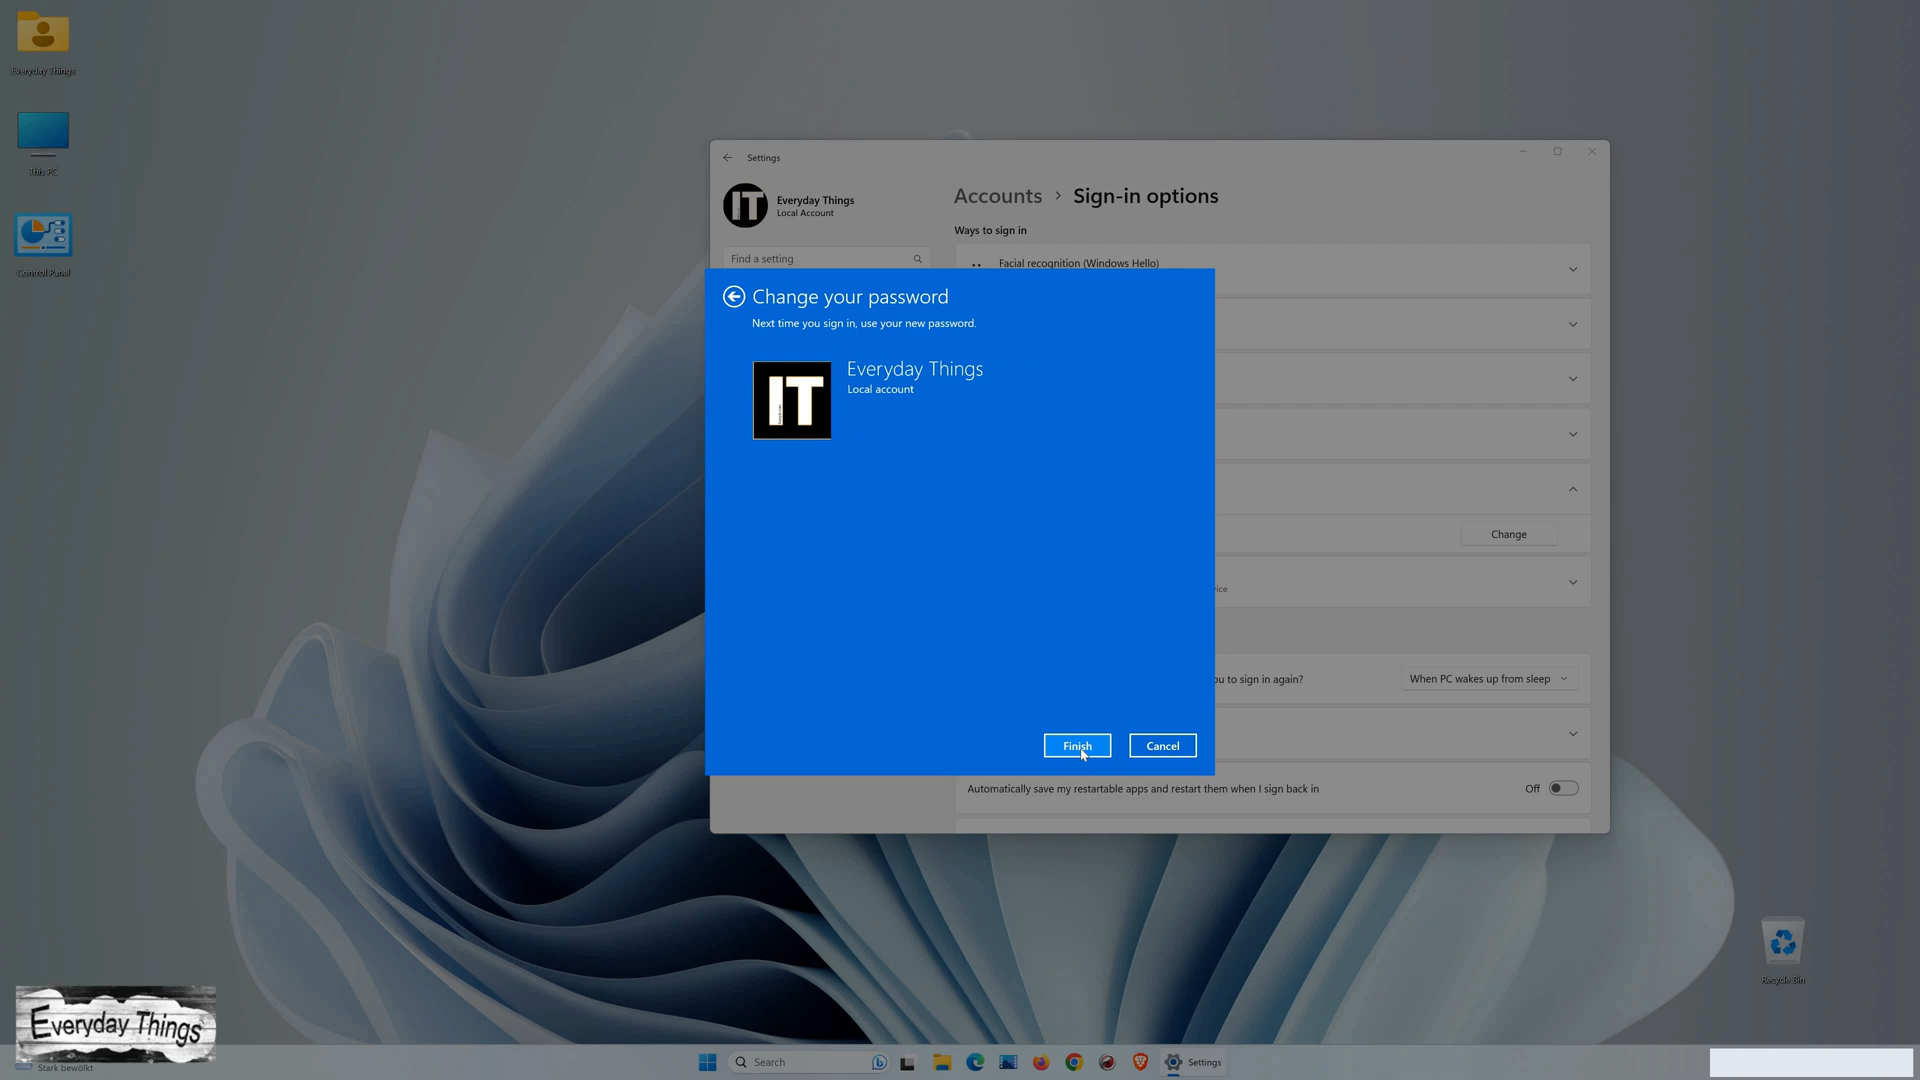 Everyday Things
This PC
Control Panel
Settings
Everyday Things
Local Account
Find a setting
Accounts > Sign-in options
Ways to sign in
Facial recognition (Windows Hello)
Change your password
Next time you sign in, use your new password.
IT
Everyday Things
Local account
Change
ice
u to sign in again?
When PC wakes up from sleep
Finish
Cancel
Automatically save my restartable apps and restart them when I sign back in
Off
Recycle Bin
Everyday Things
Stark bewölkt
Search
Settings